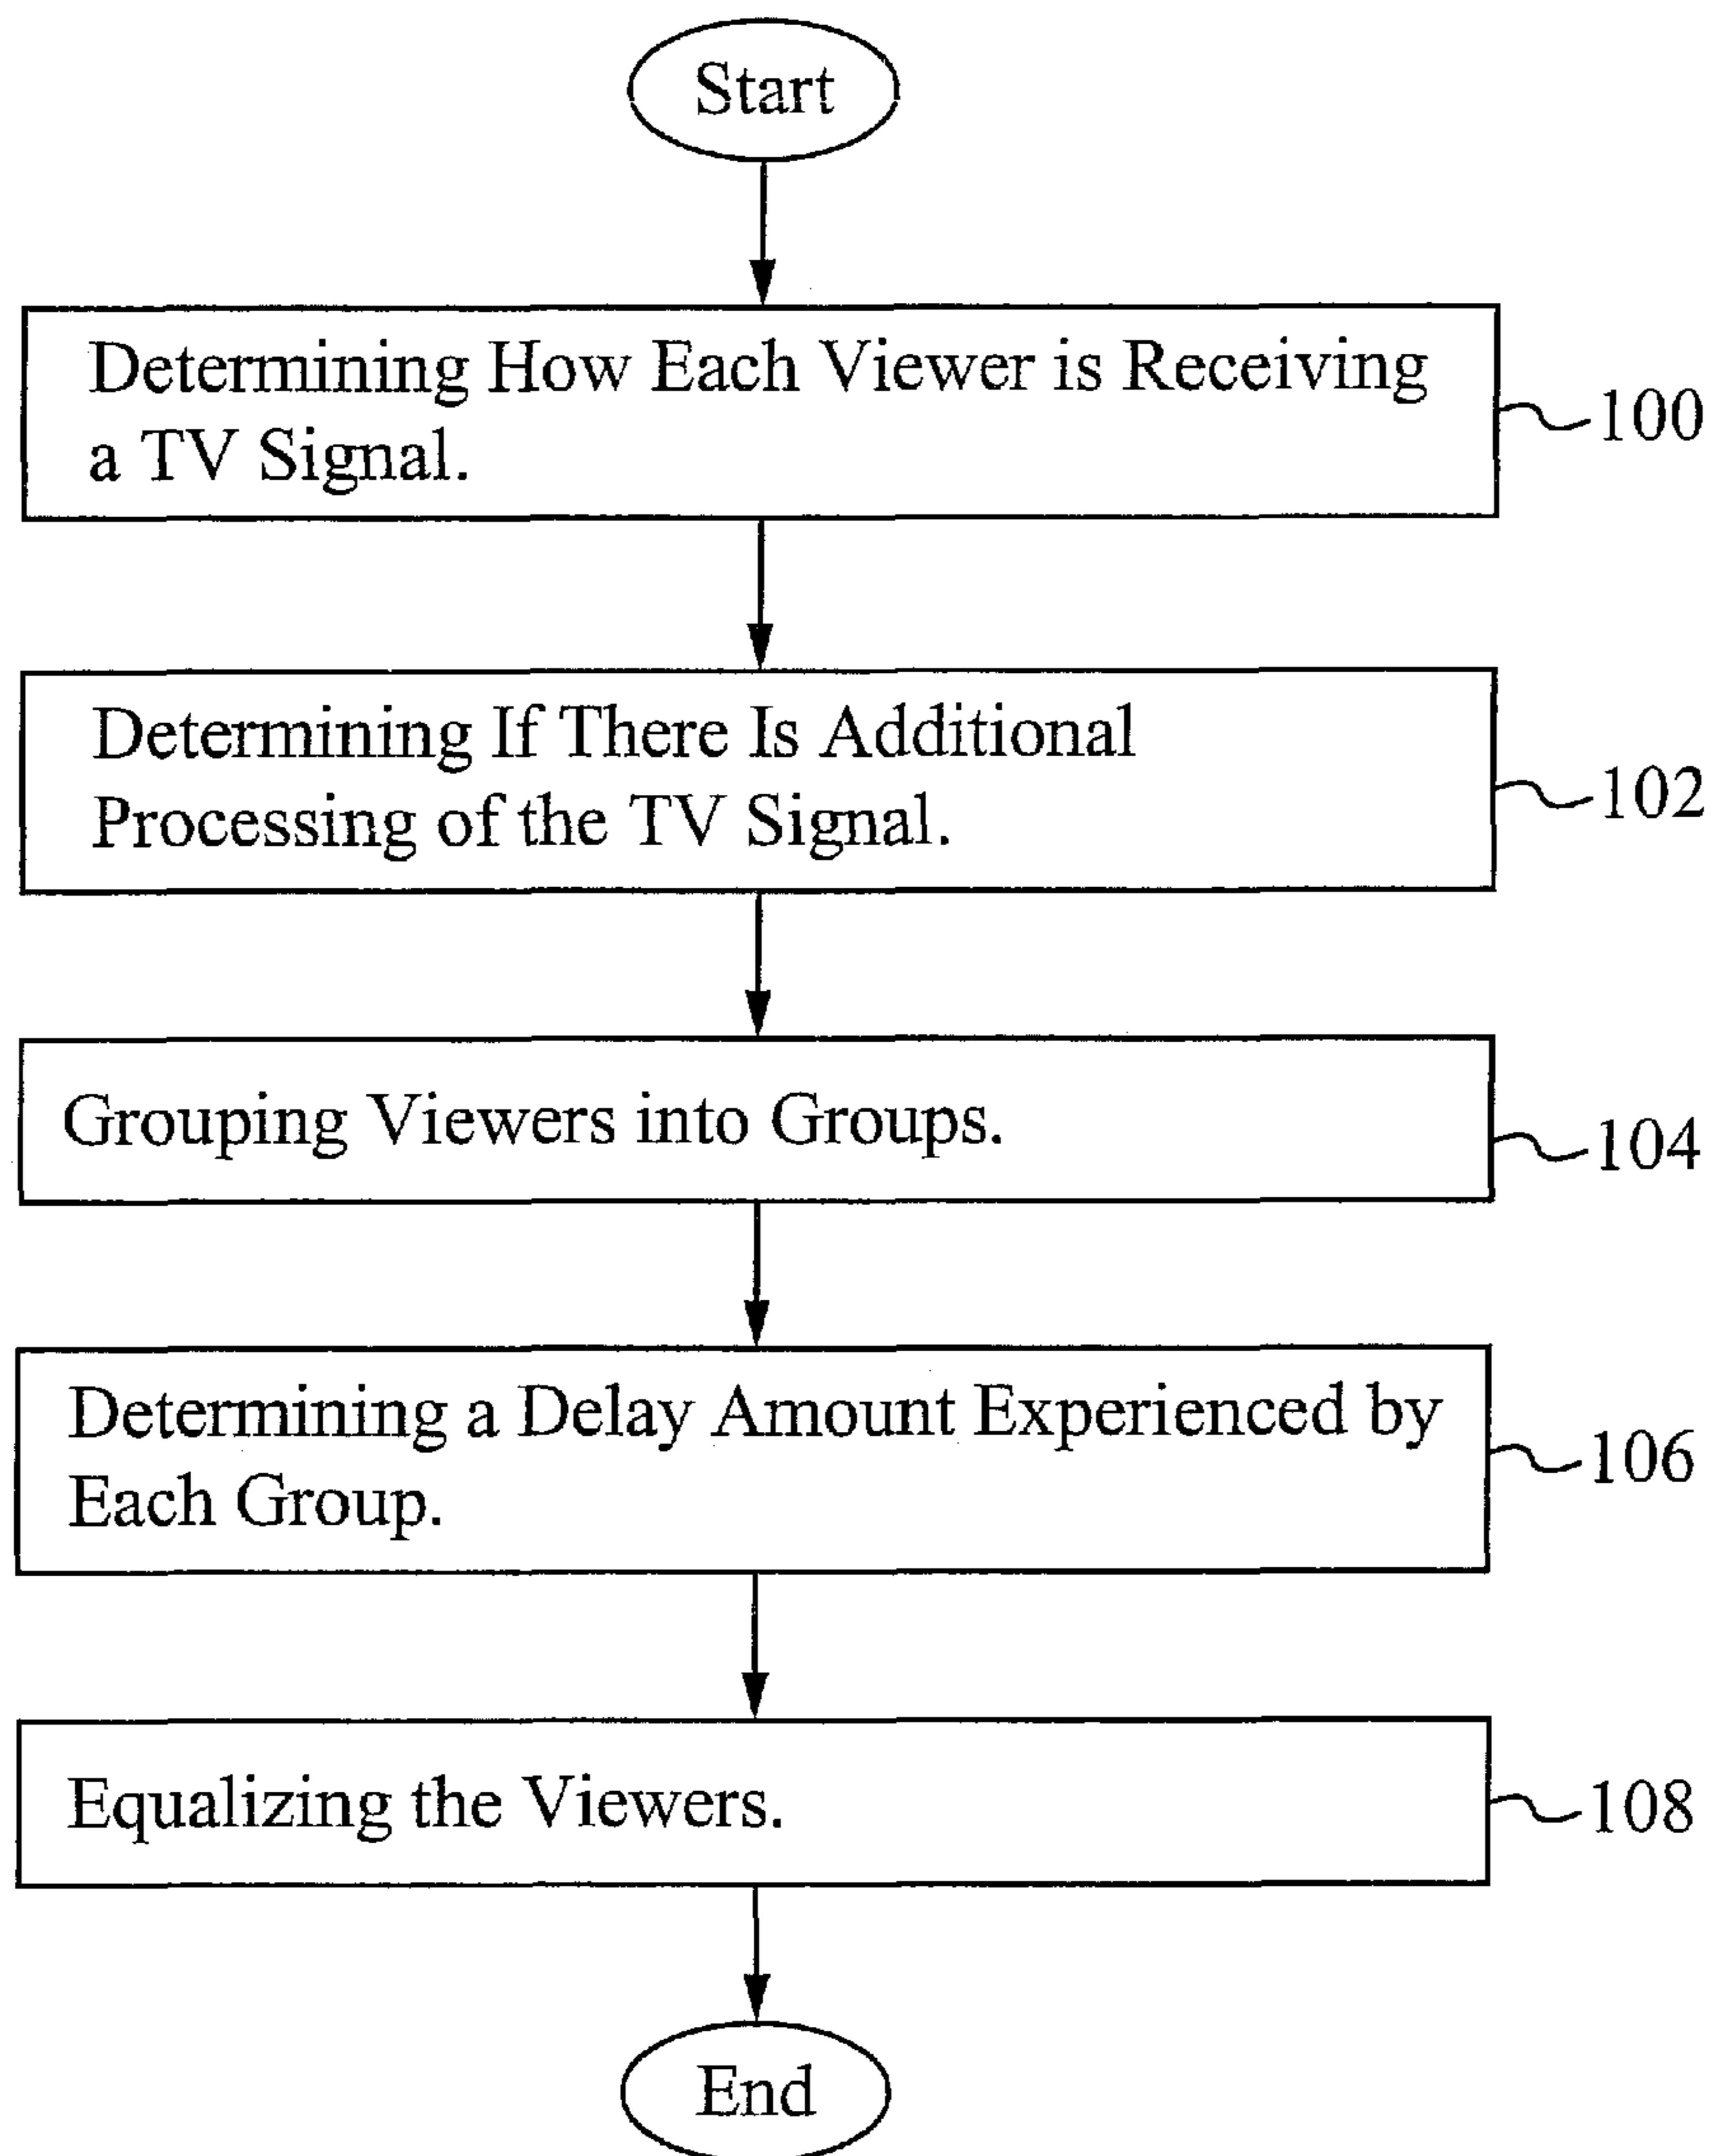 Start
Determining How Each Viewer is Receiving
a TV Signal.
100
Determining If There Is Additional
Processing of the TV Signal.
102
Grouping Viewers into Groups.
104
Determining a Delay Amount Experienced by
Each Group.
106
Equalizing the Viewers.
108
End